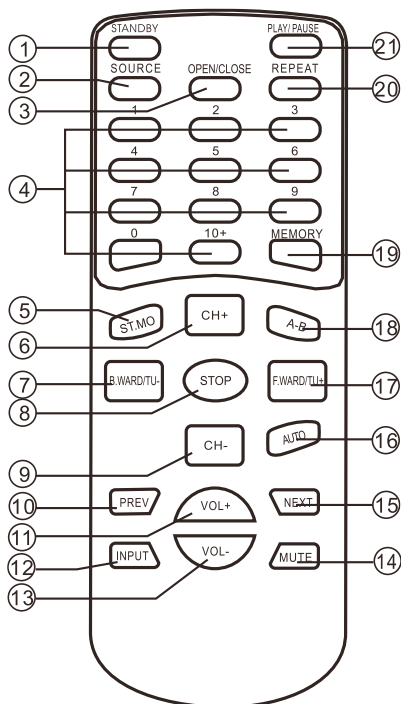 STANDBY PLAY/PAUSE
1 21
SOURCE OPEN/CLOSE REPEAT
2 20
3
1 2 3
4 5 6
4
7 8 9
0 10+ MEMORY
19
5 ST.MO CH+ A-B 18
6
7 B.WARD/TU- STOP F.WARD/TU+ 17
8
9 CH- AUTO 16
10 PREV VOL+ NEXT 15
11
12 INPUT VOL- MUTE 14
13